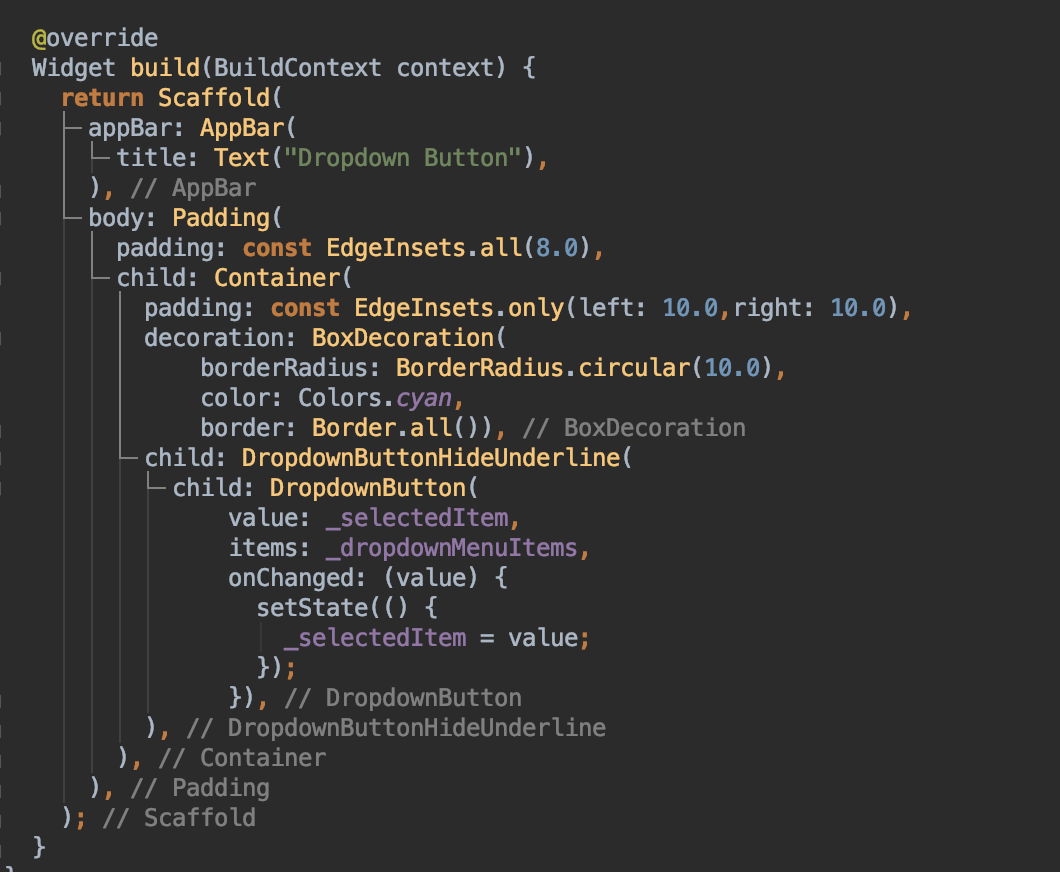 @override
Widget build(BuildContext context) {
return Scaffold(
appBar: AppBar(
title: Text("Dropdown Button"),
), // AppBar
body: Padding(
padding: const EdgeInsets.all(8.0),
child: Container(
padding: const EdgeInsets.only(left: 10.0,right: 10.0),
decoration: BoxDecoration(
borderRadius: BorderRadius.circular(10.0),
color: Colors.cyan,
border: Border.all()), // BoxDecoration
child: DropdownButtonHideUnderline(
child: DropdownButton(
value: _selectedItem,
items: _dropdownMenuItems,
onChanged: (value) {
setState(() {
_selectedItem = value;
});
}), // DropdownButton
), // DropdownButtonHideUnderline
), // Container
), // Padding
); // Scaffold
}